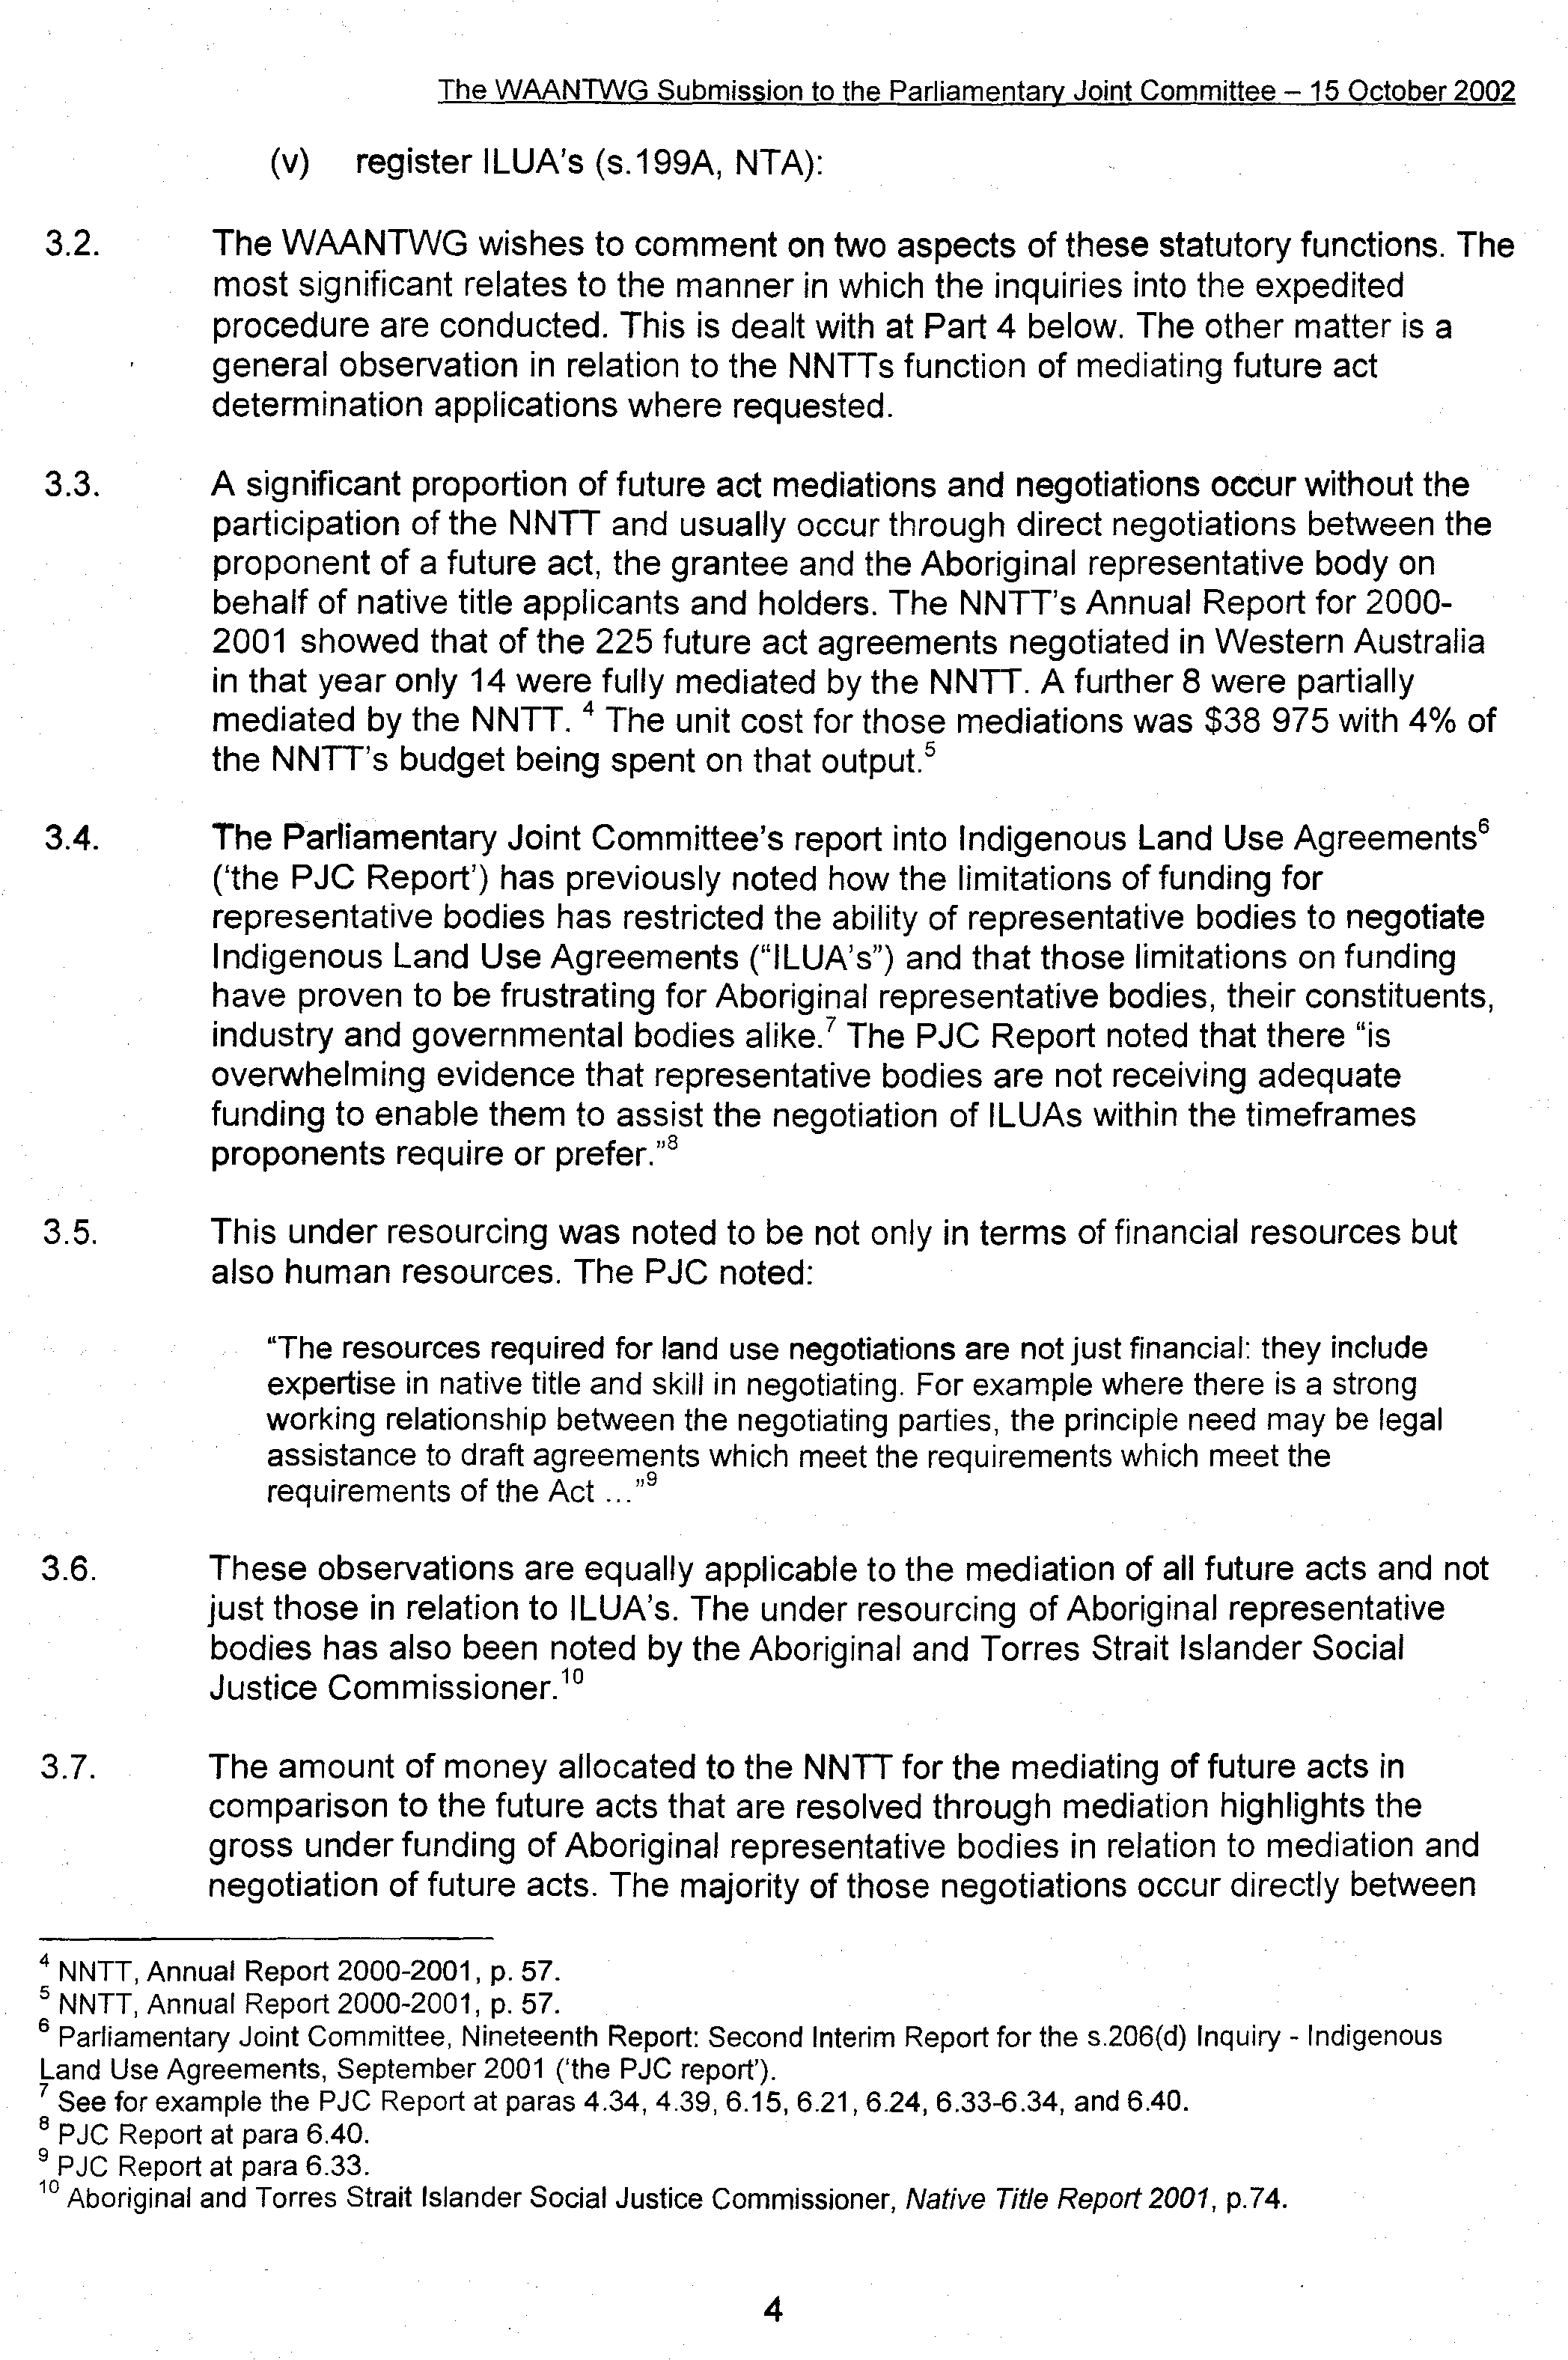 The WAANTWG Submission to the Parliamentary Joint Committee – 15 October 2002
(v) register ILUA's (s.199A, NTA):
3.2. The WAANTWG wishes to comment on two aspects of these statutory functions. The
most significant relates to the manner in which the inquiries into the expedited
procedure are conducted. This is dealt with at Part 4 below. The other matter is a
general observation in relation to the NNTTs function of mediating future act
determination applications where requested.
3.3. A significant proportion of future act mediations and negotiations occur without the
participation of the NNTT and usually occur through direct negotiations between the
proponent of a future act, the grantee and the Aboriginal representative body on
behalf of native title applicants and holders. The NNTT's Annual Report for 2000-
2001 showed that of the 225 future act agreements negotiated in Western Australia
in that year only 14 were fully mediated by the NNTT. A further 8 were partially
mediated by the NNTT. ⁴ The unit cost for those mediations was $38 975 with 4% of
the NNTT's budget being spent on that output.⁵
3.4. The Parliamentary Joint Committee's report into Indigenous Land Use Agreements⁶
('the PJC Report') has previously noted how the limitations of funding for
representative bodies has restricted the ability of representative bodies to negotiate
Indigenous Land Use Agreements ("ILUA's") and that those limitations on funding
have proven to be frustrating for Aboriginal representative bodies, their constituents,
industry and governmental bodies alike.⁷ The PJC Report noted that there "is
overwhelming evidence that representative bodies are not receiving adequate
funding to enable them to assist the negotiation of ILUAs within the timeframes
proponents require or prefer."⁸
3.5. This under resourcing was noted to be not only in terms of financial resources but
also human resources. The PJC noted:
"The resources required for land use negotiations are not just financial: they include
expertise in native title and skill in negotiating. For example where there is a strong
working relationship between the negotiating parties, the principle need may be legal
assistance to draft agreements which meet the requirements which meet the
requirements of the Act ..."⁹
3.6. These observations are equally applicable to the mediation of all future acts and not
just those in relation to ILUA's. The under resourcing of Aboriginal representative
bodies has also been noted by the Aboriginal and Torres Strait Islander Social
Justice Commissioner.¹⁰
3.7. The amount of money allocated to the NNTT for the mediating of future acts in
comparison to the future acts that are resolved through mediation highlights the
gross under funding of Aboriginal representative bodies in relation to mediation and
negotiation of future acts. The majority of those negotiations occur directly between
⁴ NNTT, Annual Report 2000-2001, p. 57.
⁵ NNTT, Annual Report 2000-2001, p. 57.
⁶ Parliamentary Joint Committee, Nineteenth Report: Second Interim Report for the s.206(d) Inquiry - Indigenous
Land Use Agreements, September 2001 ('the PJC report').
⁷ See for example the PJC Report at paras 4.34, 4.39, 6.15, 6.21, 6.24, 6.33-6.34, and 6.40.
⁸ PJC Report at para 6.40.
⁹ PJC Report at para 6.33.
¹⁰ Aboriginal and Torres Strait Islander Social Justice Commissioner, Native Title Report 2001, p.74.
4